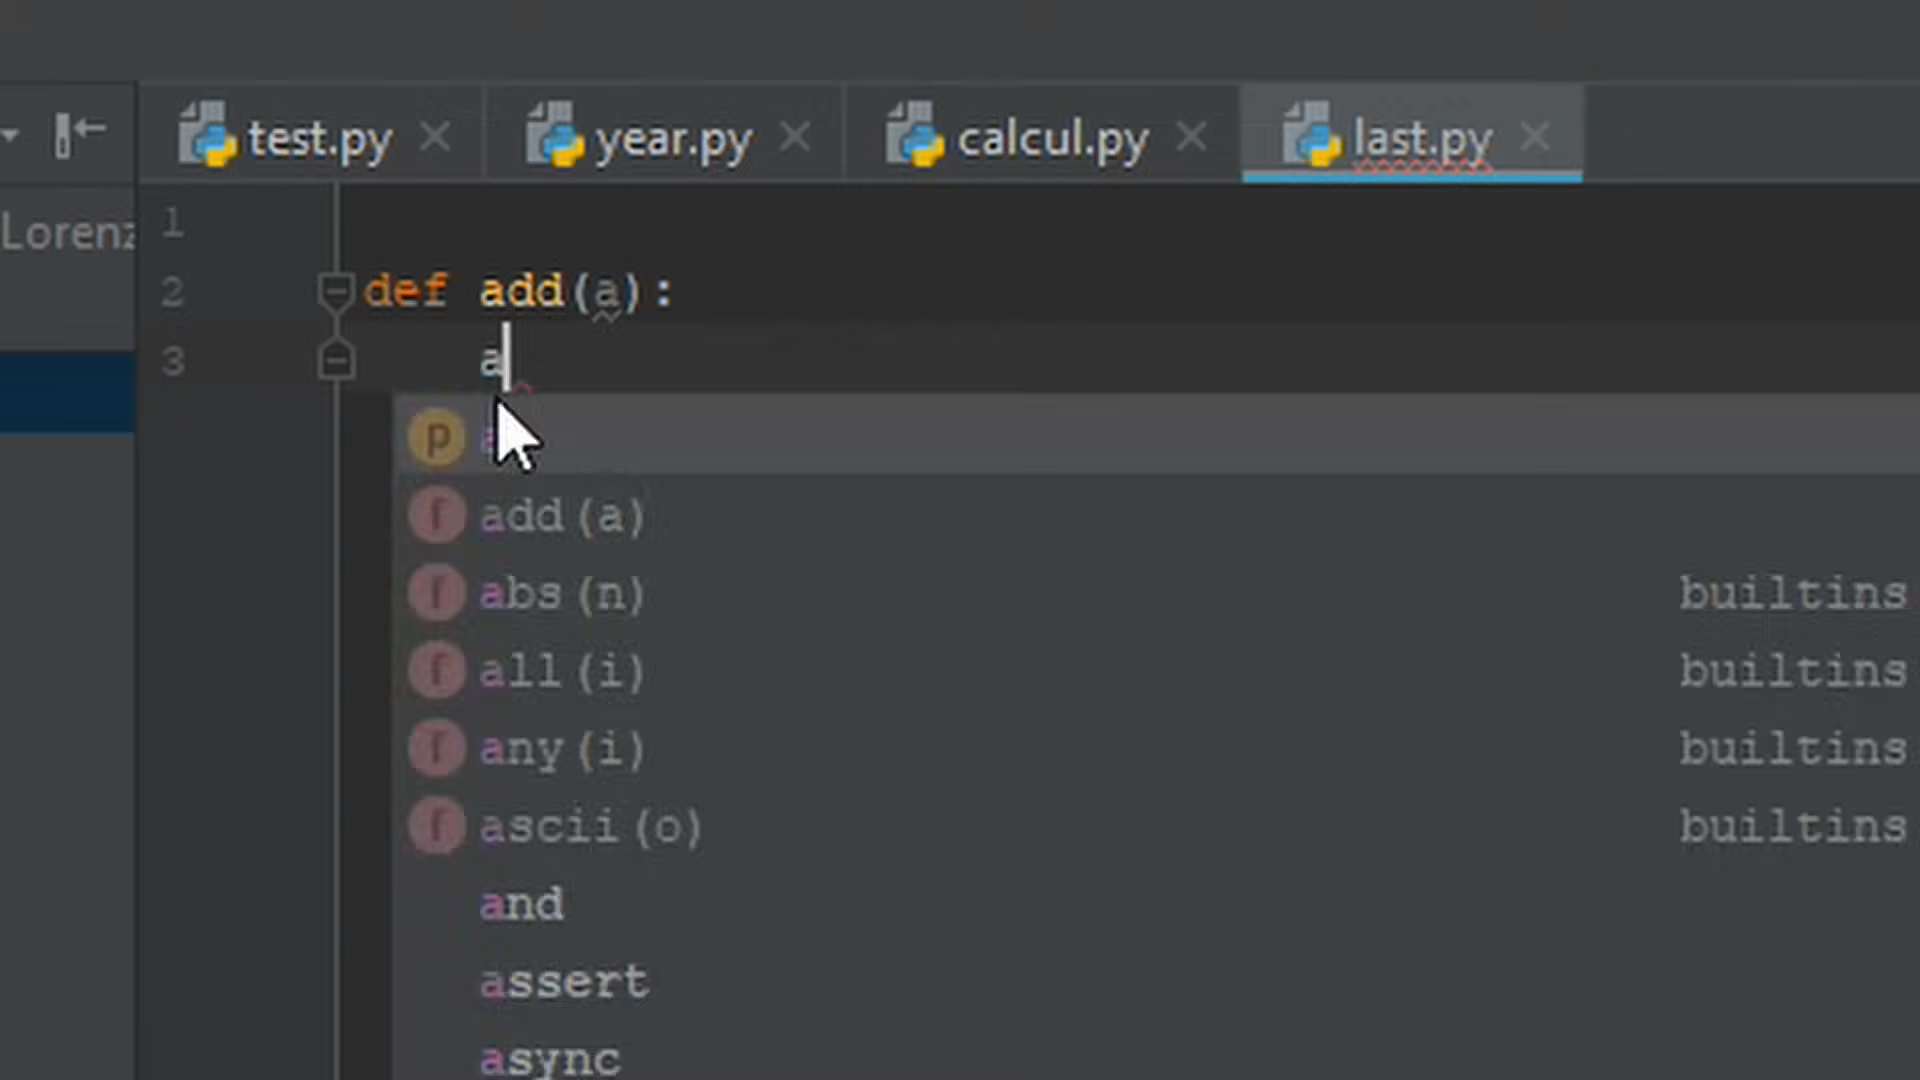 test.py year.py calcul.py last.py
Lorenz
1
2 def add(a):
3 a
p
f add(a)
f abs(n) builtins
f all(i) builtins
f any(i) builtins
f ascii(o) builtins
and
assert
async